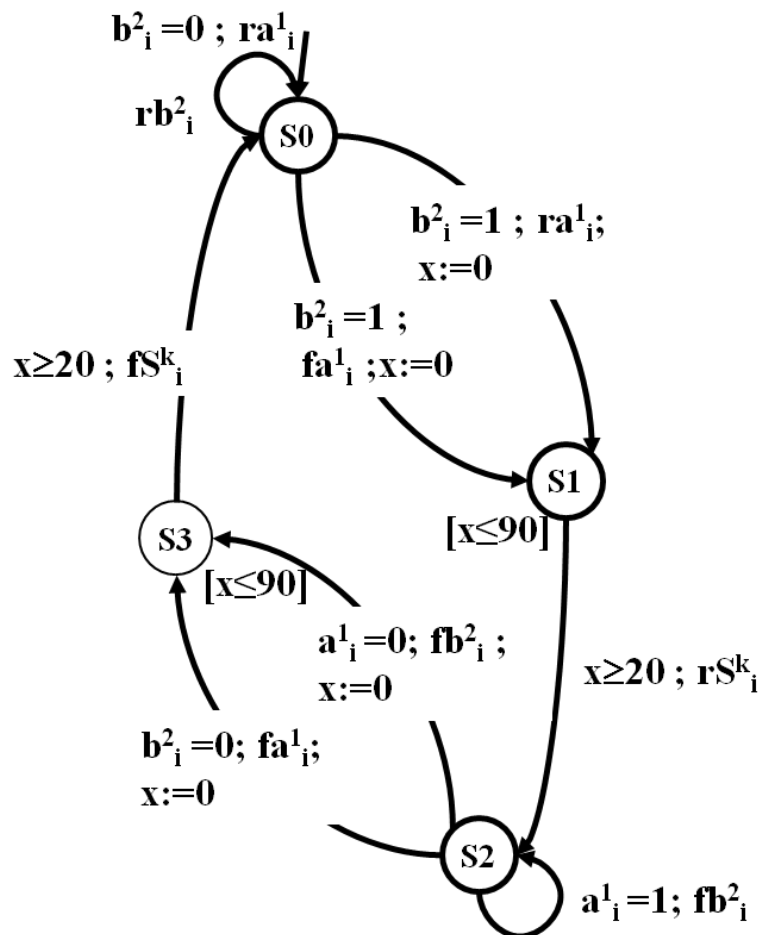 b²ᵢ =0 ; ra¹ᵢ
rb²ᵢ
S0
b²ᵢ =1 ; ra¹ᵢ;
x:=0
b²ᵢ =1 ;
fa¹ᵢ ;x:=0
x≥20 ; fSᵏᵢ
S1
[x≤90]
S3
[x≤90]
a¹ᵢ =0; fb²ᵢ ;
x:=0
x≥20 ; rSᵏᵢ
b²ᵢ =0; fa¹ᵢ;
x:=0
S2
a¹ᵢ =1; fb²ᵢ